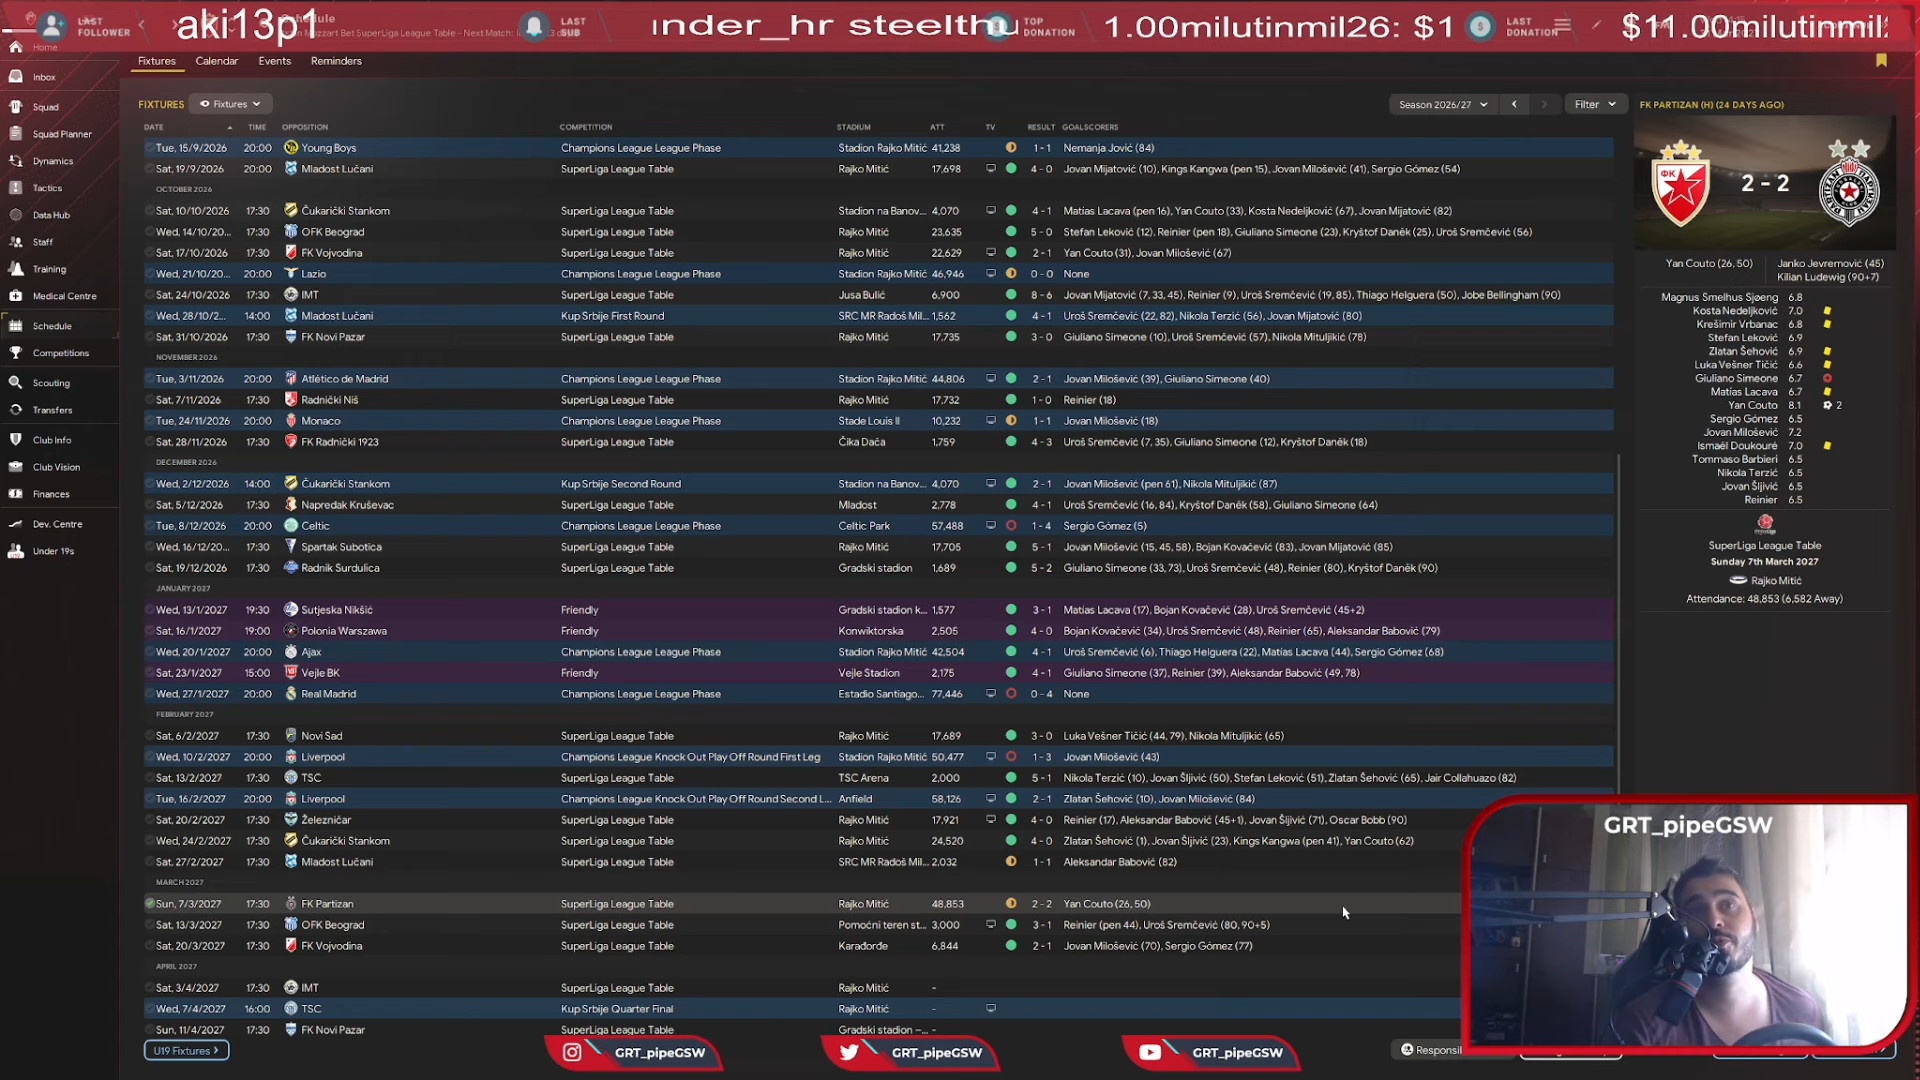 LAST FOLLOWER
aki13p1
LAST SUB
ınder_hr steelthu
TOP DONATION
1.00milutinmil26: $1
LAST DONATION
$11.00milutinmil
Home
Fixtures Calendar Events Reminders
Inbox
Squad
Squad Planner
Dynamics
Tactics
Data Hub
Staff
Training
Medical Centre
Schedule
Competitions
Scouting
Transfers
Club Info
Club Vision
Finances
Dev. Centre
Under 19s
FIXTURES Fixtures Season 2026/27 Filter
DATE TIME OPPOSITION COMPETITION STADIUM ATT TV RESULT GOALSCORERS
Tue, 15/9/2026 20:00 Young Boys Champions League League Phase Stadion Rajko Mitić 41,238 1-1 Nemanja Jović (84)
Sat, 19/9/2026 20:00 Mladost Lučani SuperLiga League Table Rajko Mitić 17,698 4-0 Jovan Mijatović (10), Kings Kangwa (pen 15), Jovan Milošević (41), Sergio Gómez (54)
OCTOBER 2026
Sat, 10/10/2026 17:30 Čukarički Stankom SuperLiga League Table Stadion na Banov... 4,070 4-1 Matías Lacava (pen 16), Yan Couto (33), Kosta Nedeljković (67), Jovan Mijatović (82)
Wed, 14/10/20... 17:30 OFK Beograd SuperLiga League Table Rajko Mitić 23,635 5-0 Stefan Leković (12), Reinier (pen 18), Giuliano Simeone (23), Kryštof Daněk (25), Uroš Sremčević (56)
Sat, 17/10/2026 17:30 FK Vojvodina SuperLiga League Table Rajko Mitić 22,629 2-1 Yan Couto (31), Jovan Milošević (67)
Wed, 21/10/20... 20:00 Lazio Champions League League Phase Stadion Rajko Mitić 46,946 0-0 None
Sat, 24/10/2026 17:30 IMT SuperLiga League Table Jusa Bulić 6,900 8-6 Jovan Mijatović (7, 33, 45), Reinier (9), Uroš Sremčević (19, 85), Thiago Helguera (50), Jobe Bellingham (90)
Wed, 28/10/2... 14:00 Mladost Lučani Kup Srbije First Round SRC MR Radoš Mil... 1,562 4-1 Uroš Sremčević (22, 82), Nikola Terzić (56), Jovan Mijatović (80)
Sat, 31/10/2026 17:30 FK Novi Pazar SuperLiga League Table Rajko Mitić 17,735 3-0 Giuliano Simeone (10), Uroš Sremčević (57), Nikola Mituljikić (78)
NOVEMBER 2026
Tue, 3/11/2026 20:00 Atlético de Madrid Champions League League Phase Stadion Rajko Mitić 44,806 2-1 Jovan Milošević (39), Giuliano Simeone (40)
Sat, 7/11/2026 17:30 Radnički Niš SuperLiga League Table Rajko Mitić 17,732 1-0 Reinier (18)
Tue, 24/11/2026 20:00 Monaco Champions League League Phase Stade Louis II 10,232 1-1 Jovan Milošević (18)
Sat, 28/11/2026 17:30 FK Radnički 1923 SuperLiga League Table Čika Dača 1,759 4-3 Uroš Sremčević (7, 35), Giuliano Simeone (12), Kryštof Daněk (18)
DECEMBER 2026
Wed, 2/12/2026 14:00 Čukarički Stankom Kup Srbije Second Round Stadion na Banov... 4,070 2-1 Jovan Milošević (pen 61), Nikola Mituljikić (87)
Sat, 5/12/2026 17:30 Napredak Kruševac SuperLiga League Table Mladost 2,778 4-1 Uroš Sremčević (16, 84), Kryštof Daněk (58), Giuliano Simeone (64)
Tue, 8/12/2026 20:00 Celtic Champions League League Phase Celtic Park 57,488 1-4 Sergio Gómez (5)
Wed, 16/12/20... 17:30 Spartak Subotica SuperLiga League Table Rajko Mitić 17,705 5-1 Jovan Milošević (15, 45, 58), Bojan Kovačević (83), Jovan Mijatović (85)
Sat, 19/12/2026 17:30 Radnik Surdulica SuperLiga League Table Gradski stadion 1,689 5-2 Giuliano Simeone (33, 73), Uroš Sremčević (48), Reinier (80), Kryštof Daněk (90)
JANUARY 2027
Wed, 13/1/2027 19:30 Sutjeska Nikšić Friendly Gradski stadion k... 1,577 3-1 Matías Lacava (17), Bojan Kovačević (28), Uroš Sremčević (45+2)
Sat, 16/1/2027 19:00 Polonia Warszawa Friendly Konwiktorska 2,505 4-0 Bojan Kovačević (34), Uroš Sremčević (48), Reinier (65), Aleksandar Babović (79)
Wed, 20/1/2027 20:00 Ajax Champions League League Phase Stadion Rajko Mitić 42,504 4-1 Uroš Sremčević (6), Thiago Helguera (22), Matías Lacava (44), Sergio Gómez (68)
Sat, 23/1/2027 15:00 Vejle BK Friendly Vejle Stadion 2,175 4-1 Giuliano Simeone (37), Reinier (39), Aleksandar Babović (49, 78)
Wed, 27/1/2027 20:00 Real Madrid Champions League League Phase Estadio Santiago... 77,446 0-4 None
FEBRUARY 2027
Sat, 6/2/2027 17:30 Novi Sad SuperLiga League Table Rajko Mitić 17,689 3-0 Luka Vešner Tičić (44, 79), Nikola Mituljikić (65)
Wed, 10/2/2027 20:00 Liverpool Champions League Knock Out Play Off Round First Leg Stadion Rajko Mitić 50,477 1-3 Jovan Milošević (43)
Sat, 13/2/2027 17:30 TSC SuperLiga League Table TSC Arena 2,000 5-1 Nikola Terzić (10), Jovan Šljivić (50), Stefan Leković (51), Zlatan Šehović (65), Jair Collahuazo (82)
Tue, 16/2/2027 20:00 Liverpool Champions League Knock Out Play Off Round Second L... Anfield 58,126 2-1 Zlatan Šehović (10), Jovan Milošević (84)
Sat, 20/2/2027 17:30 Železničar SuperLiga League Table Rajko Mitić 17,921 4-0 Reinier (17), Aleksandar Babović (45+1), Jovan Šljivić (71), Oscar Bobb (90)
Wed, 24/2/2027 17:30 Čukarički Stankom SuperLiga League Table Rajko Mitić 24,520 4-0 Zlatan Šehović (1), Jovan Šljivić (23), Kings Kangwa (pen 41), Yan Couto (62)
Sat, 27/2/2027 17:30 Mladost Lučani SuperLiga League Table SRC MR Radoš Mil... 2,032 1-1 Aleksandar Babović (82)
MARCH 2027
Sun, 7/3/2027 17:30 FK Partizan SuperLiga League Table Rajko Mitić 48,853 2-2 Yan Couto (26, 50)
Sat, 13/3/2027 17:30 OFK Beograd SuperLiga League Table Pomoćni teren st... 3,000 3-1 Reinier (pen 44), Uroš Sremčević (80, 90+5)
Sat, 20/3/2027 17:30 FK Vojvodina SuperLiga League Table Karađorđe 6,844 2-1 Jovan Milošević (70), Sergio Gómez (77)
APRIL 2027
Sat, 3/4/2027 17:30 IMT SuperLiga League Table Rajko Mitić -
Wed, 7/4/2027 16:00 TSC Kup Srbije Quarter Final Rajko Mitić -
Sun, 11/4/2027 17:30 FK Novi Pazar SuperLiga League Table Gradski stadion –... -
U19 Fixtures >
GRT_pipeGSW GRT_pipeGSW GRT_pipeGSW
Responsi
FK PARTIZAN (H) (24 DAYS AGO)
2 - 2
Yan Couto (26, 50) Janko Jevremović (45)
Kilian Ludewig (90+7)
Magnus Smelhus Sjøeng 6.8
Kosta Nedeljković 7.0
Krešimir Vrbanac 6.8
Stefan Leković 6.9
Zlatan Šehović 6.9
Luka Vešner Tičić 6.6
Giuliano Simeone 6.7
Matías Lacava 6.7
Yan Couto 8.1 2
Sergio Gómez 6.5
Jovan Milošević 7.2
Ismaël Doukouré 7.0
Tommaso Barbieri 6.5
Nikola Terzić 6.5
Jovan Šljivić 6.5
Reinier 6.5
SuperLiga League Table
Sunday 7th March 2027
Rajko Mitić
Attendance: 48,853 (6,582 Away)
GRT_pipeGSW